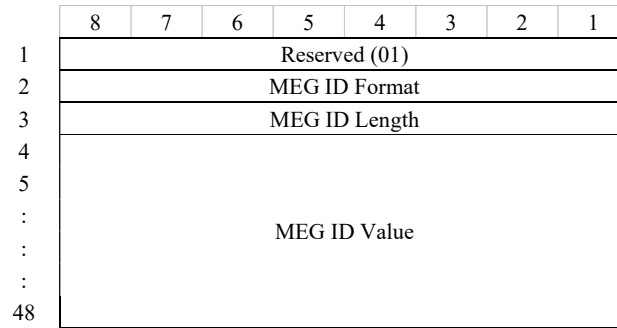 8 7 6 5 4 3 2 1
1 Reserved (01)
2 MEG ID Format
3 MEG ID Length
4
5
: MEG ID Value
:
:
48